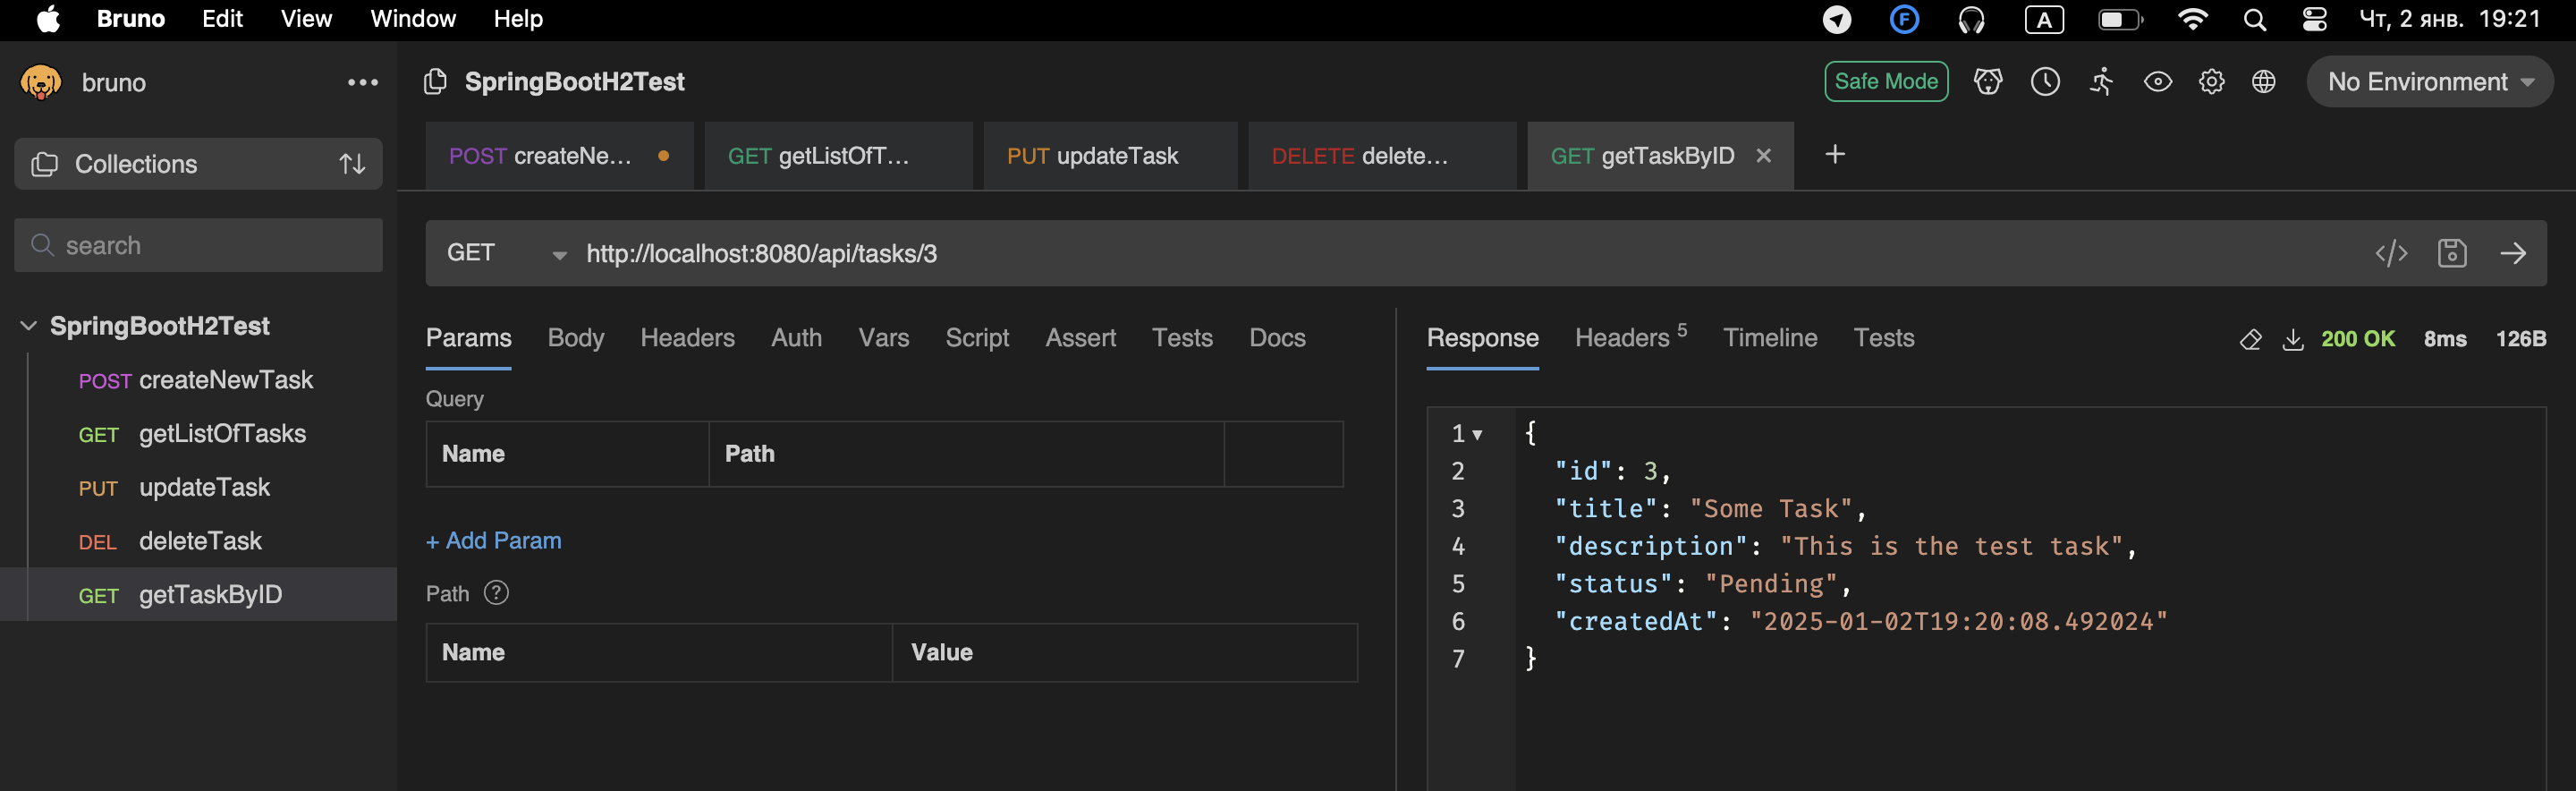 Bruno Edit View Window Help F A Чт, 2 янв. 19:21
bruno
SpringBootH2Test Safe Mode No Environment
Collections
POST createNe... GET getListOfT... PUT updateTask DELETE delete... GET getTaskByID
search
GET http://localhost:8080/api/tasks/3
SpringBootH2Test
POST createNewTask
GET getListOfTasks
PUT updateTask
DEL deleteTask
GET getTaskByID
Params Body Headers Auth Vars Script Assert Tests Docs
Query
Name Path
+ Add Param
Path ?
Name Value
Response Headers 5 Timeline Tests 200 OK 8ms 126B
1 {
2 "id": 3,
3 "title": "Some Task",
4 "description": "This is the test task",
5 "status": "Pending",
6 "createdAt": "2025-01-02T19:20:08.492024"
7 }